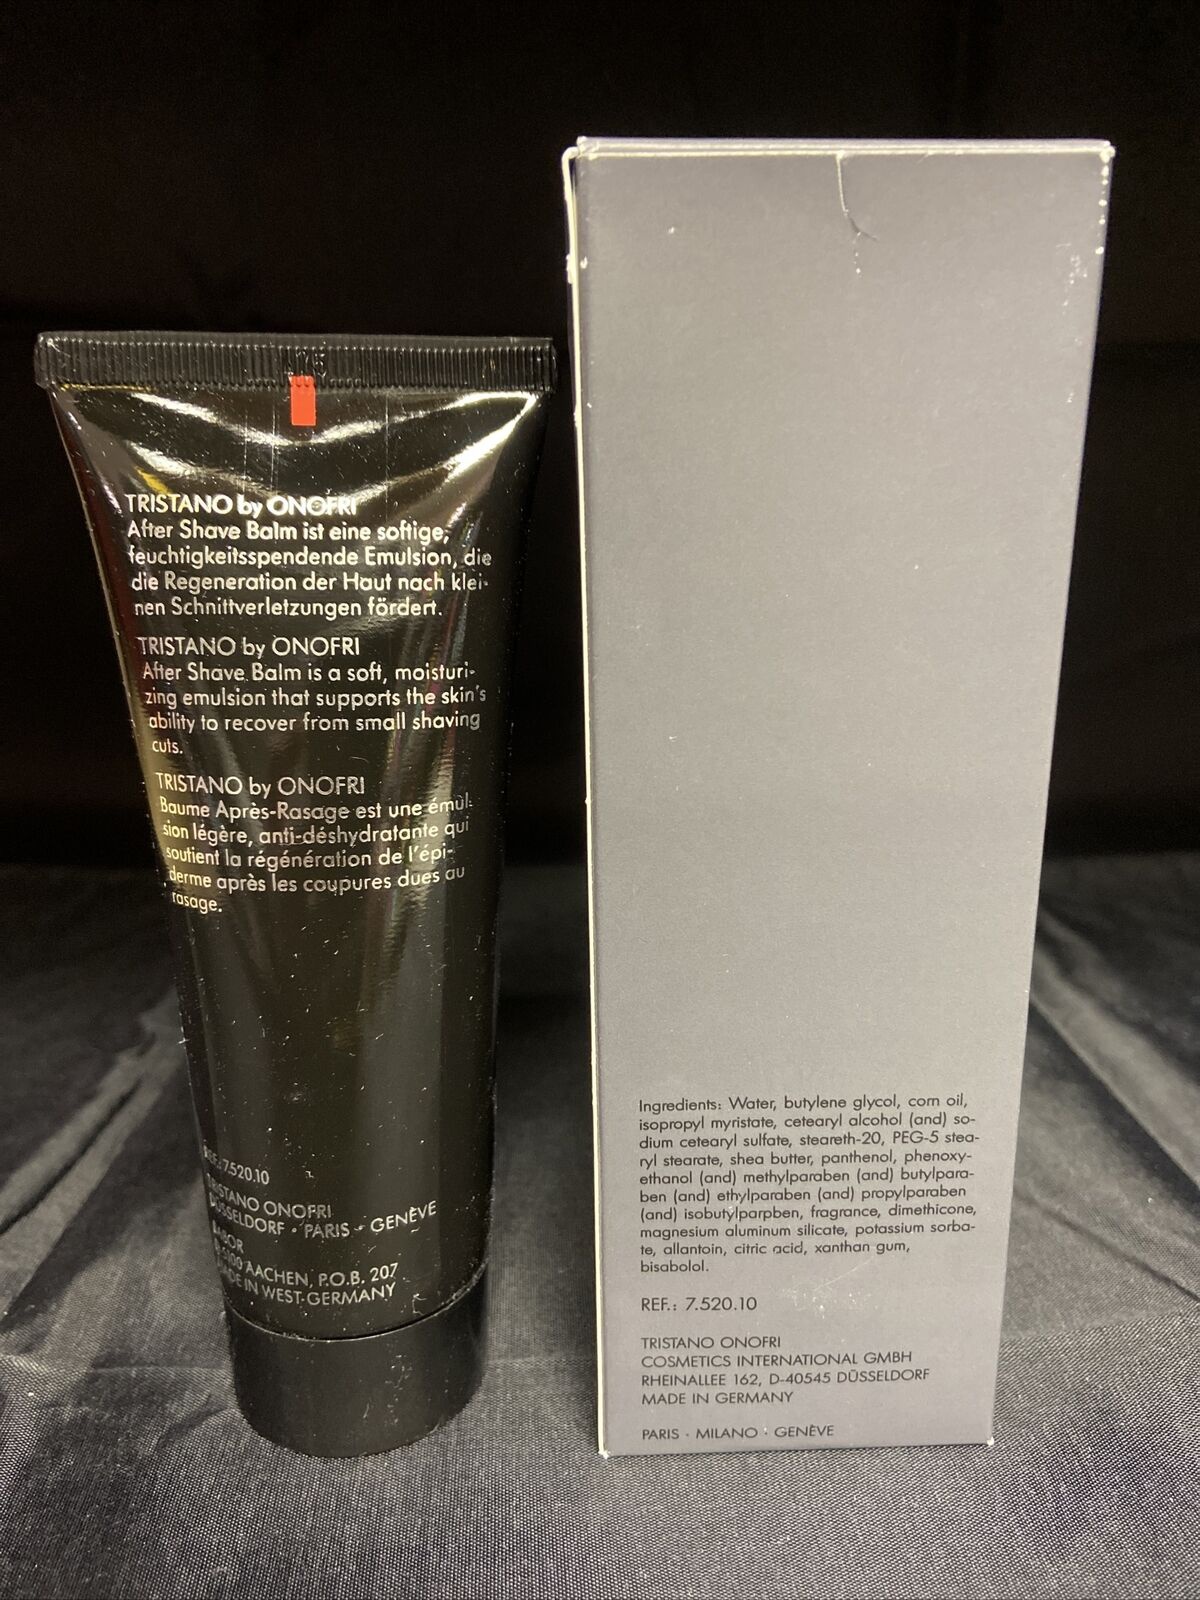 TRISTANO by ONOFRI
After Shave Balm ist eine softige,
feuchtigkeitsspendende Emulsion, die
die Regeneration der Haut nach klei-
nen Schnittverletzungen fördert.
TRISTANO by ONOFRI
After Shave Balm is a soft, moisturi-
zing emulsion that supports the skin's
ability to recover from small shaving
cuts.
TRISTANO by ONOFRI
Baume Après-Rasage est une émul-
sion légère, anti-déshydratante qui
soutient la régénération de l'épi-
derme après les coupures dues au
rasage.
REF.: 7.520.10
TRISTANO ONOFRI
DÜSSELDORF · PARIS · GENÈVE
AACHEN, P.O.B. 207
MADE IN WEST-GERMANY
Ingredients: Water, butylene glycol, corn oil,
isopropyl myristate, cetearyl alcohol (and) so-
dium cetearyl sulfate, steareth-20, PEG-5 stea-
ryl stearate, shea butter, panthenol, phenoxy-
ethanol (and) methylparaben (and) butylpara-
ben (and) ethylparaben (and) propylparaben
(and) isobutylparpben, fragrance, dimethicone,
magnesium aluminum silicate, potassium sorba-
te, allantoin, citric acid, xanthan gum,
bisabolol.
REF.: 7.520.10
TRISTANO ONOFRI
COSMETICS INTERNATIONAL GMBH
RHEINALLEE 162, D-40545 DÜSSELDORF
MADE IN GERMANY
PARIS · MILANO · GENÈVE